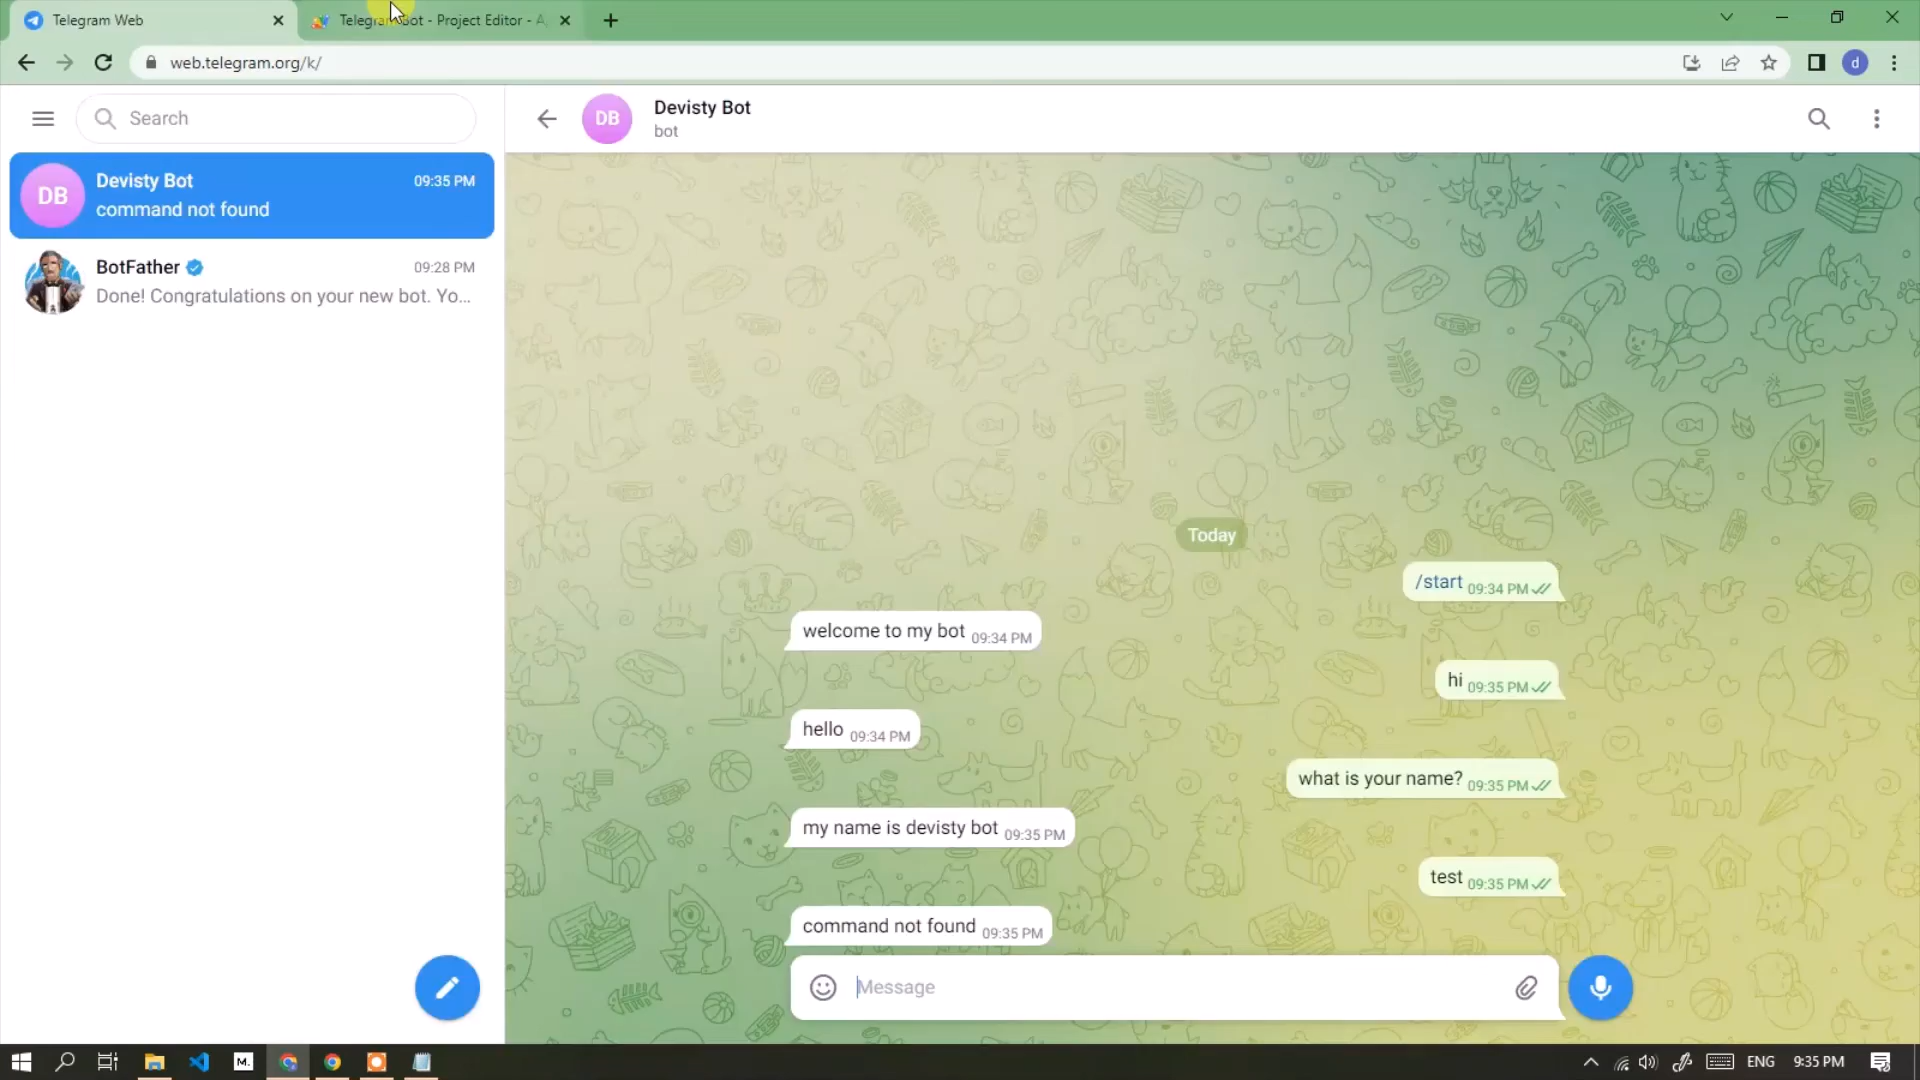 Telegram Web
TelegramBot - Project Editor - A
web.telegram.org/k/
d
Search
DB
Devisty Bot
bot
DB
Devisty Bot
09:35 PM
command not found
BotFather
09:28 PM
Done! Congratulations on your new bot. Yo...
Today
/start 09:34 PM
welcome to my bot 09:34 PM
hi 09:35 PM
hello 09:34 PM
what is your name? 09:35 PM
my name is devisty bot 09:35 PM
test 09:35 PM
command not found 09:35 PM
Message
M.
ENG
9:35 PM